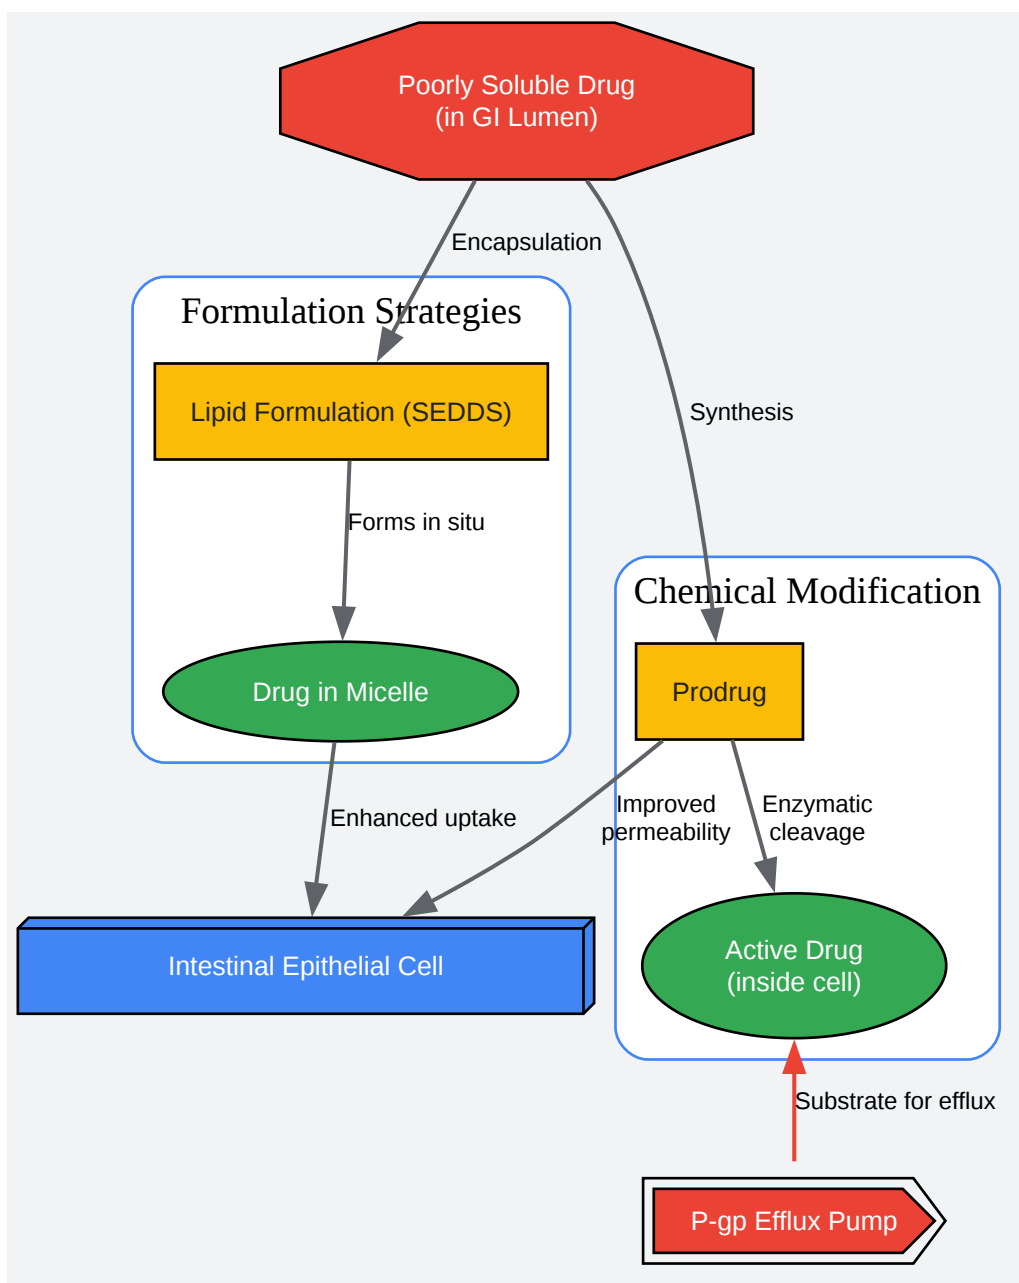 Poorly Soluble Drug
(in GI Lumen)
Encapsulation
Formulation Strategies
Lipid Formulation (SEDDS)
Synthesis
Forms in situ
Chemical Modification
Drug in Micelle
Prodrug
Enhanced uptake
Improved
permeability
Enzymatic
cleavage
Intestinal Epithelial Cell
Active Drug
(inside cell)
Substrate for efflux
P-gp Efflux Pump